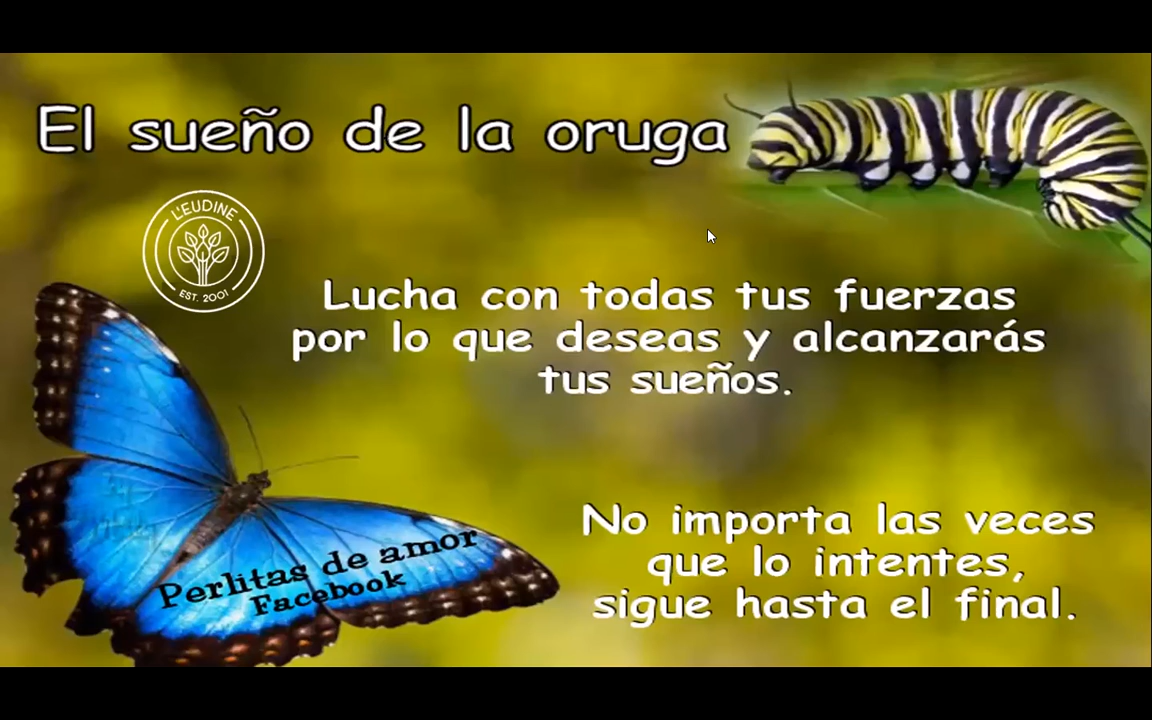 El sueño de la oruga
L'EUDINE
EST. 2001
Lucha con todas tus fuerzas
por lo que deseas y alcanzarás
tus sueños.
Perlitas de amor
Facebook
No importa las veces
que lo intentes,
sigue hasta el final.